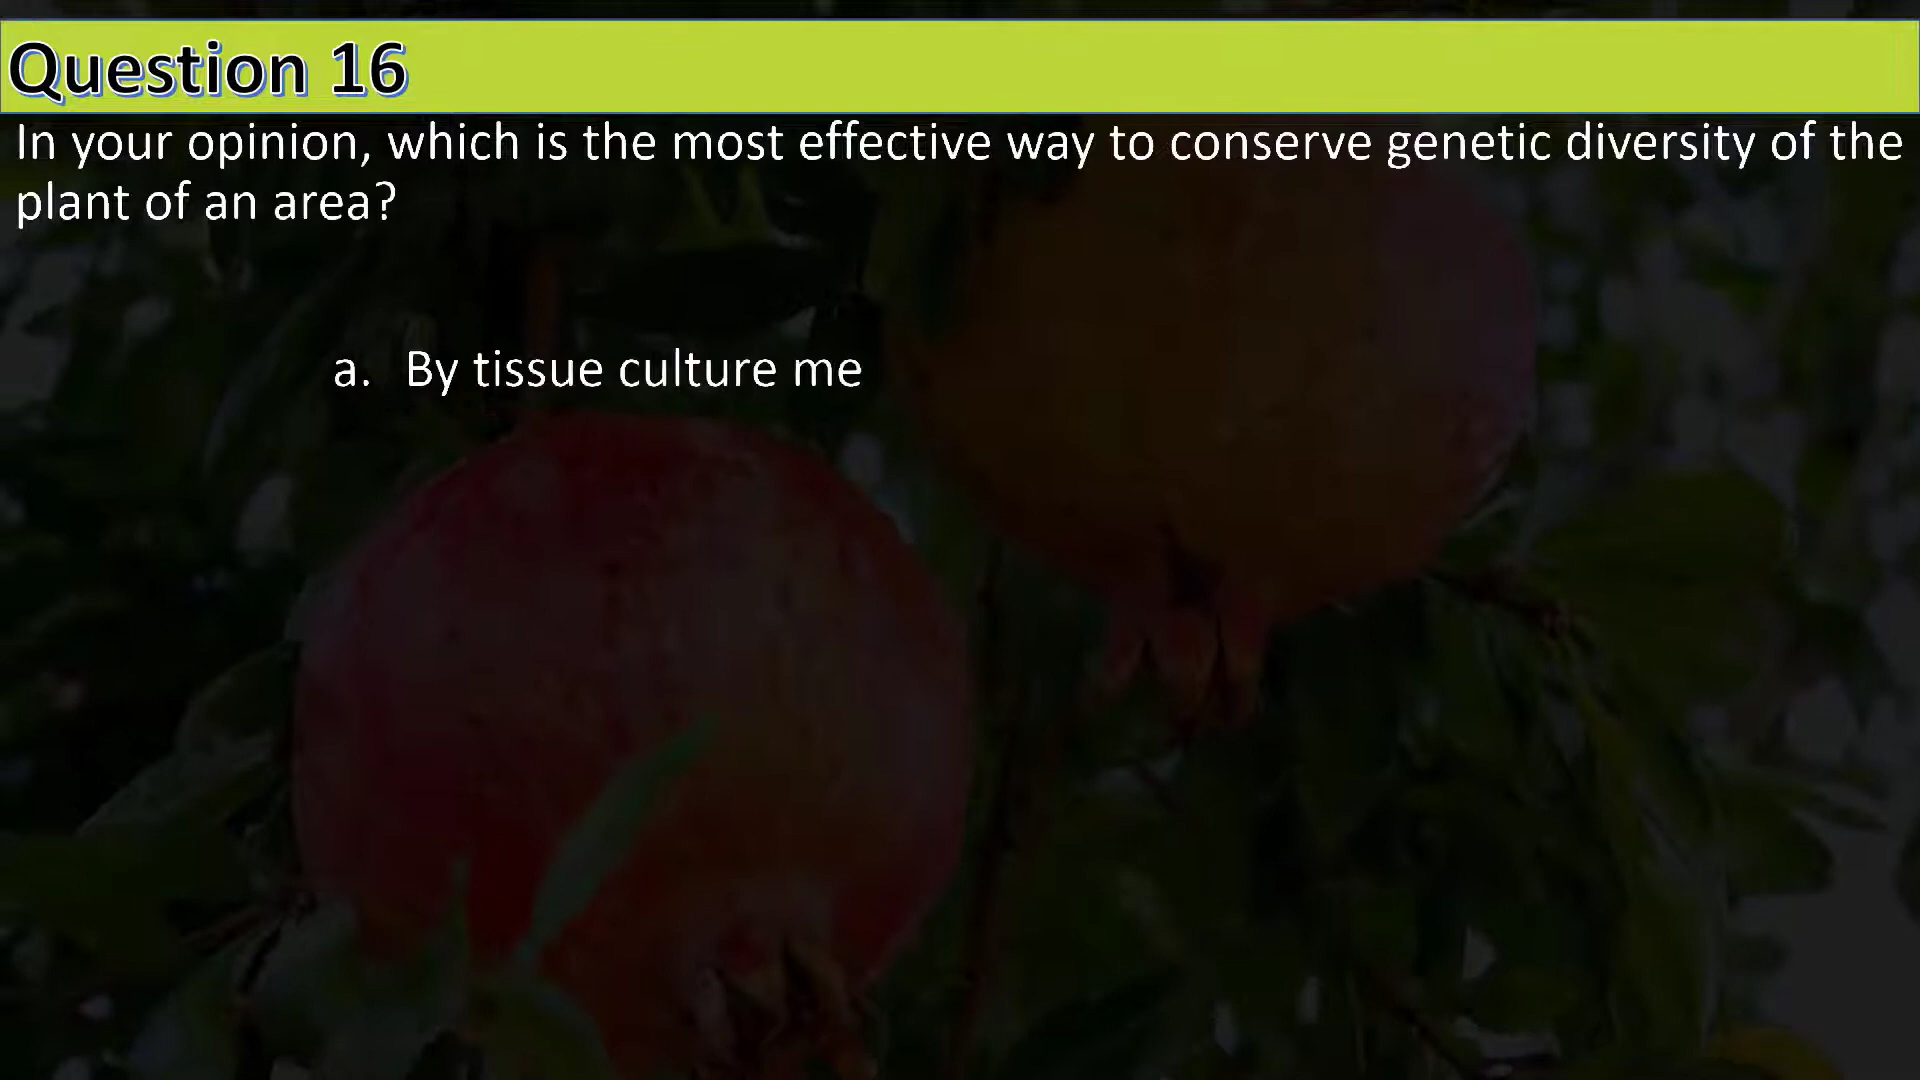 Question 16
In your opinion, which is the most effective way to conserve genetic diversity of the
plant of an area?
a. By tissue culture me